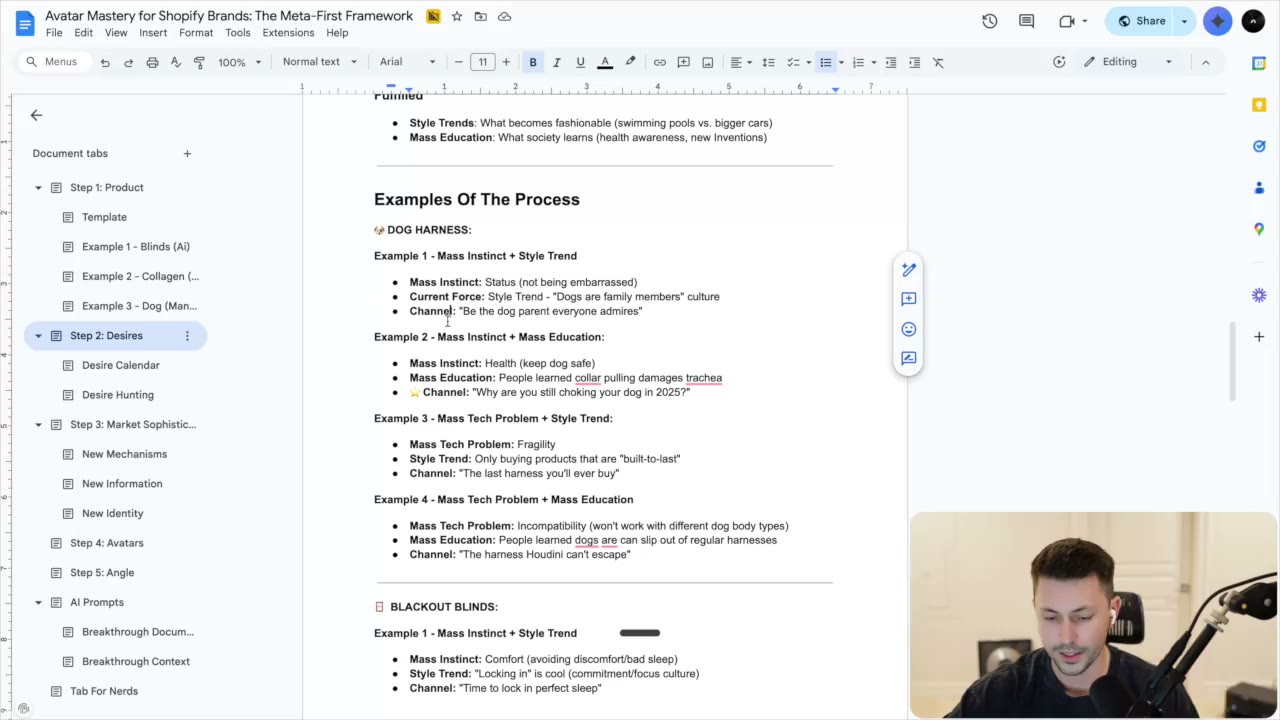 Avatar Mastery for Shopify Brands: The Meta-First Framework
File Edit View Insert Format Tools Extensions Help
Share
Menus
100%
Normal text
Arial
11
B I U A
Editing
1 1 2 3 4 5 6 7
Document tabs
Step 1: Product
Template
Example 1 - Blinds (Ai)
Example 2 - Collagen (...
Example 3 - Dog (Man...
Step 2: Desires
Desire Calendar
Desire Hunting
Step 3: Market Sophistic...
New Mechanisms
New Information
New Identity
Step 4: Avatars
Step 5: Angle
AI Prompts
Breakthrough Docum...
Breakthrough Context
Tab For Nerds
Fulfilled
Style Trends: What becomes fashionable (swimming pools vs. bigger cars)
Mass Education: What society learns (health awareness, new Inventions)
Examples Of The Process
DOG HARNESS:
Example 1 - Mass Instinct + Style Trend
Mass Instinct: Status (not being embarrassed)
Current Force: Style Trend - "Dogs are family members" culture
Channel: "Be the dog parent everyone admires"
Example 2 - Mass Instinct + Mass Education:
Mass Instinct: Health (keep dog safe)
Mass Education: People learned collar pulling damages trachea
⭐ Channel: "Why are you still choking your dog in 2025?"
Example 3 - Mass Tech Problem + Style Trend:
Mass Tech Problem: Fragility
Style Trend: Only buying products that are "built-to-last"
Channel: "The last harness you'll ever buy"
Example 4 - Mass Tech Problem + Mass Education
Mass Tech Problem: Incompatibility (won't work with different dog body types)
Mass Education: People learned dogs are can slip out of regular harnesses
Channel: "The harness Houdini can't escape"
BLACKOUT BLINDS:
Example 1 - Mass Instinct + Style Trend
Mass Instinct: Comfort (avoiding discomfort/bad sleep)
Style Trend: "Locking in" is cool (commitment/focus culture)
Channel: "Time to lock in perfect sleep"